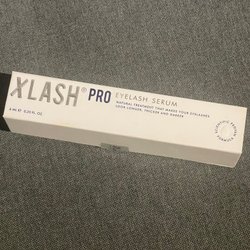 XLASH® PRO EYELASH SERUM
NATURAL TREATMENT THAT MAKES YOUR EYELASHES
LOOK LONGER, THICKER AND DARKER